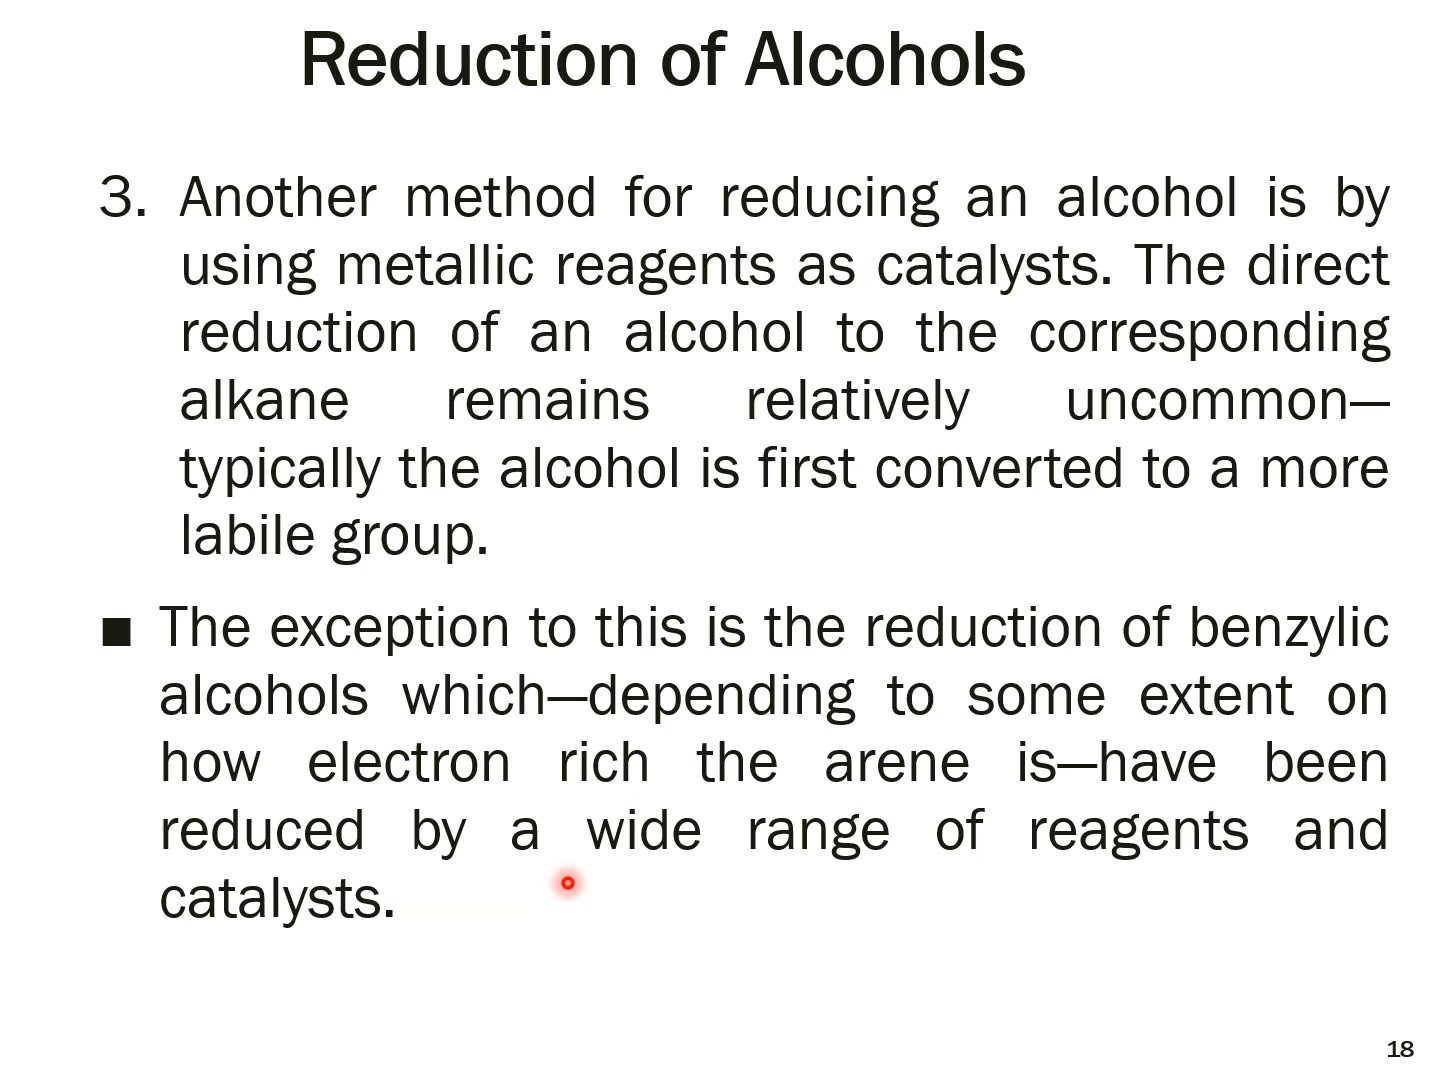 Reduction of Alcohols
3. Another method for reducing an alcohol is by
using metallic reagents as catalysts. The direct
reduction of an alcohol to the corresponding
alkane remains relatively uncommon—
typically the alcohol is first converted to a more
labile group.
■ The exception to this is the reduction of benzylic
alcohols which—depending to some extent on
how electron rich the arene is—have been
reduced by a wide range of reagents and
catalysts.
18